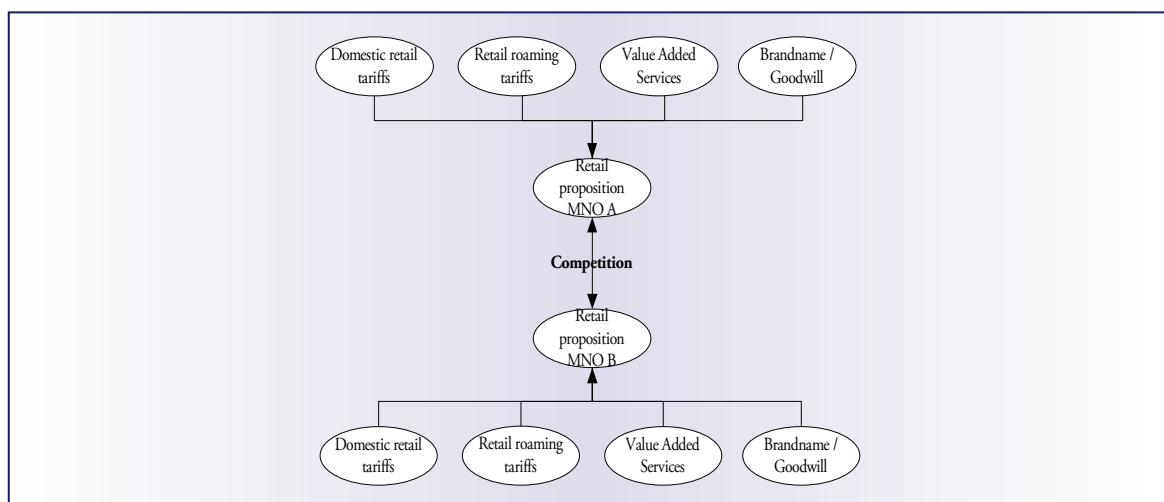 Domestic retail
tariffs
Retail roaming
tariffs
Value Added
Services
Brandname /
Goodwill
Retail
proposition
MNO A
Competition
Retail
proposition
MNO B
Domestic retail
tariffs
Retail roaming
tariffs
Value Added
Services
Brandname /
Goodwill